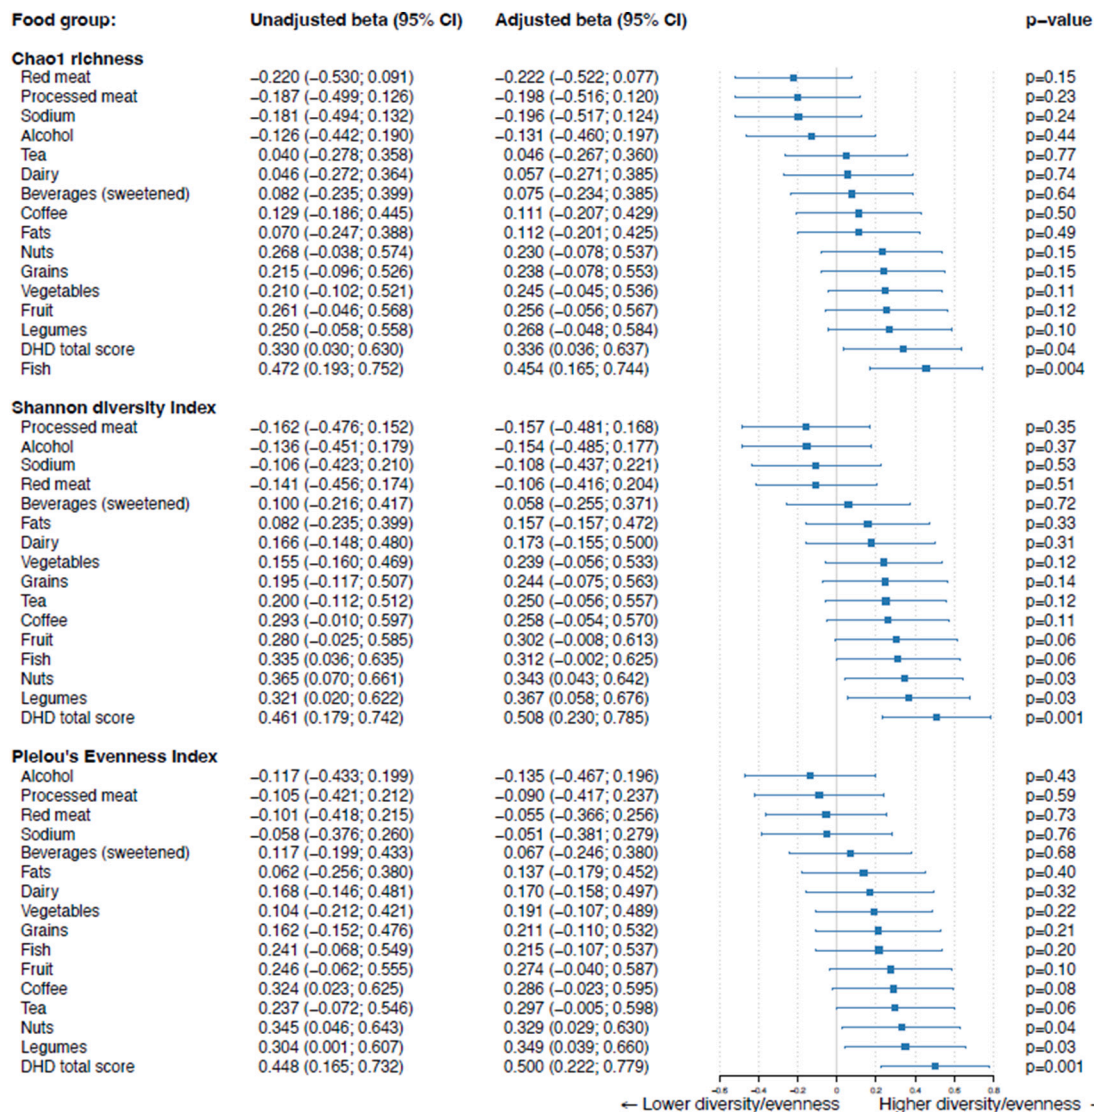 Food group: Unadjusted beta (95% CI) Adjusted beta (95% CI) p−value
Chao1 richness
Red meat −0.220 (−0.530; 0.091) −0.222 (−0.522; 0.077) p=0.15
Processed meat −0.187 (−0.499; 0.126) −0.198 (−0.516; 0.120) p=0.23
Sodium −0.181 (−0.494; 0.132) −0.196 (−0.517; 0.124) p=0.24
Alcohol −0.126 (−0.442; 0.190) −0.131 (−0.460; 0.197) p=0.44
Tea 0.040 (−0.278; 0.358) 0.046 (−0.267; 0.360) p=0.77
Dairy 0.046 (−0.272; 0.364) 0.057 (−0.271; 0.385) p=0.74
Beverages (sweetened) 0.082 (−0.235; 0.399) 0.075 (−0.234; 0.385) p=0.64
Coffee 0.129 (−0.186; 0.445) 0.111 (−0.207; 0.429) p=0.50
Fats 0.070 (−0.247; 0.388) 0.112 (−0.201; 0.425) p=0.49
Nuts 0.268 (−0.038; 0.574) 0.230 (−0.078; 0.537) p=0.15
Grains 0.215 (−0.096; 0.526) 0.238 (−0.078; 0.553) p=0.15
Vegetables 0.210 (−0.102; 0.521) 0.245 (−0.045; 0.536) p=0.11
Fruit 0.261 (−0.046; 0.568) 0.256 (−0.056; 0.567) p=0.12
Legumes 0.250 (−0.058; 0.558) 0.268 (−0.048; 0.584) p=0.10
DHD total score 0.330 (0.030; 0.630) 0.336 (0.036; 0.637) p=0.04
Fish 0.472 (0.193; 0.752) 0.454 (0.165; 0.744) p=0.004
Shannon diversity index
Processed meat −0.162 (−0.476; 0.152) −0.157 (−0.481; 0.168) p=0.35
Alcohol −0.136 (−0.451; 0.179) −0.154 (−0.485; 0.177) p=0.37
Sodium −0.106 (−0.423; 0.210) −0.108 (−0.437; 0.221) p=0.53
Red meat −0.141 (−0.456; 0.174) −0.106 (−0.416; 0.204) p=0.51
Beverages (sweetened) 0.100 (−0.216; 0.417) 0.058 (−0.255; 0.371) p=0.72
Fats 0.082 (−0.235; 0.399) 0.157 (−0.157; 0.472) p=0.33
Dairy 0.166 (−0.148; 0.480) 0.173 (−0.155; 0.500) p=0.31
Vegetables 0.155 (−0.160; 0.469) 0.239 (−0.056; 0.533) p=0.12
Grains 0.195 (−0.117; 0.507) 0.244 (−0.075; 0.563) p=0.14
Tea 0.200 (−0.112; 0.512) 0.250 (−0.056; 0.557) p=0.12
Coffee 0.293 (−0.010; 0.597) 0.258 (−0.054; 0.570) p=0.11
Fruit 0.280 (−0.025; 0.585) 0.302 (−0.008; 0.613) p=0.06
Fish 0.335 (0.036; 0.635) 0.312 (−0.002; 0.625) p=0.06
Nuts 0.365 (0.070; 0.661) 0.343 (0.043; 0.642) p=0.03
Legumes 0.321 (0.020; 0.622) 0.367 (0.058; 0.676) p=0.03
DHD total score 0.461 (0.179; 0.742) 0.508 (0.230; 0.785) p=0.001
Pielou's Evenness Index
Alcohol −0.117 (−0.433; 0.199) −0.135 (−0.467; 0.196) p=0.43
Processed meat −0.105 (−0.421; 0.212) −0.090 (−0.417; 0.237) p=0.59
Red meat −0.101 (−0.418; 0.215) −0.055 (−0.366; 0.256) p=0.73
Sodium −0.058 (−0.376; 0.260) −0.051 (−0.381; 0.279) p=0.76
Beverages (sweetened) 0.117 (−0.199; 0.433) 0.067 (−0.246; 0.380) p=0.68
Fats 0.062 (−0.256; 0.380) 0.137 (−0.179; 0.452) p=0.40
Dairy 0.168 (−0.146; 0.481) 0.170 (−0.158; 0.497) p=0.32
Vegetables 0.104 (−0.212; 0.421) 0.191 (−0.107; 0.489) p=0.22
Grains 0.162 (−0.152; 0.476) 0.211 (−0.110; 0.532) p=0.21
Fish 0.241 (−0.068; 0.549) 0.215 (−0.107; 0.537) p=0.20
Fruit 0.246 (−0.062; 0.555) 0.274 (−0.040; 0.587) p=0.10
Coffee 0.324 (0.023; 0.625) 0.286 (−0.023; 0.595) p=0.08
Tea 0.237 (−0.072; 0.546) 0.297 (−0.005; 0.598) p=0.06
Nuts 0.345 (0.046; 0.643) 0.329 (0.029; 0.630) p=0.04
Legumes 0.304 (0.001; 0.607) 0.349 (0.039; 0.660) p=0.03
DHD total score 0.448 (0.165; 0.732) 0.500 (0.222; 0.779) p=0.001
−0.6 −0.4 −0.2 0 0.2 0.4 0.6 0.8
← Lower diversity/evenness Higher diversity/evenness